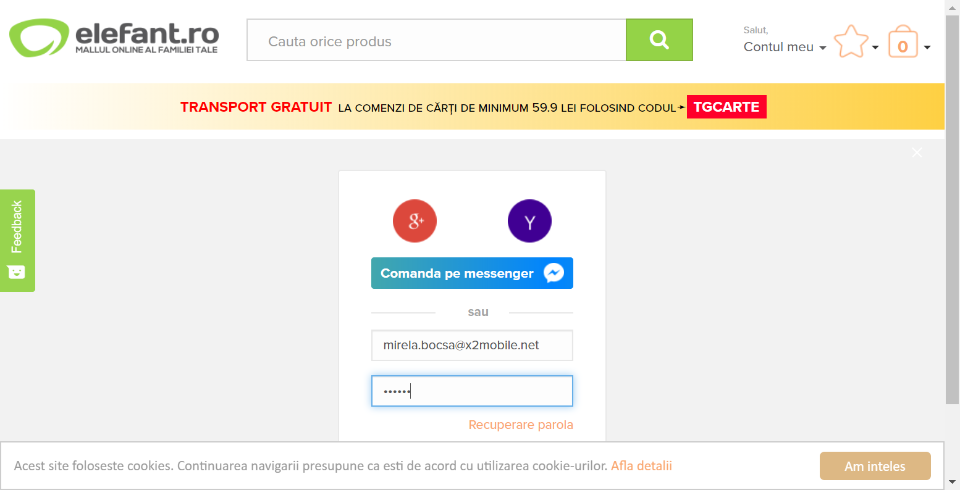 elefant.ro
MALLUL ONLINE AL FAMILIEI TALE
Cauta orice produs
Salut,
Contul meu
0
TRANSPORT GRATUIT LA COMENZI DE CĂRȚI DE MINIMUM 59.9 LEI FOLOSIND CODUL TGCARTE
Feedback
g+
Y
Comanda pe messenger
sau
mirela.bocsa@x2mobile.net
••••••
Recuperare parola
Acest site foloseste cookies. Continuarea navigarii presupune ca esti de acord cu utilizarea cookie-urilor. Afla detalii
Am inteles